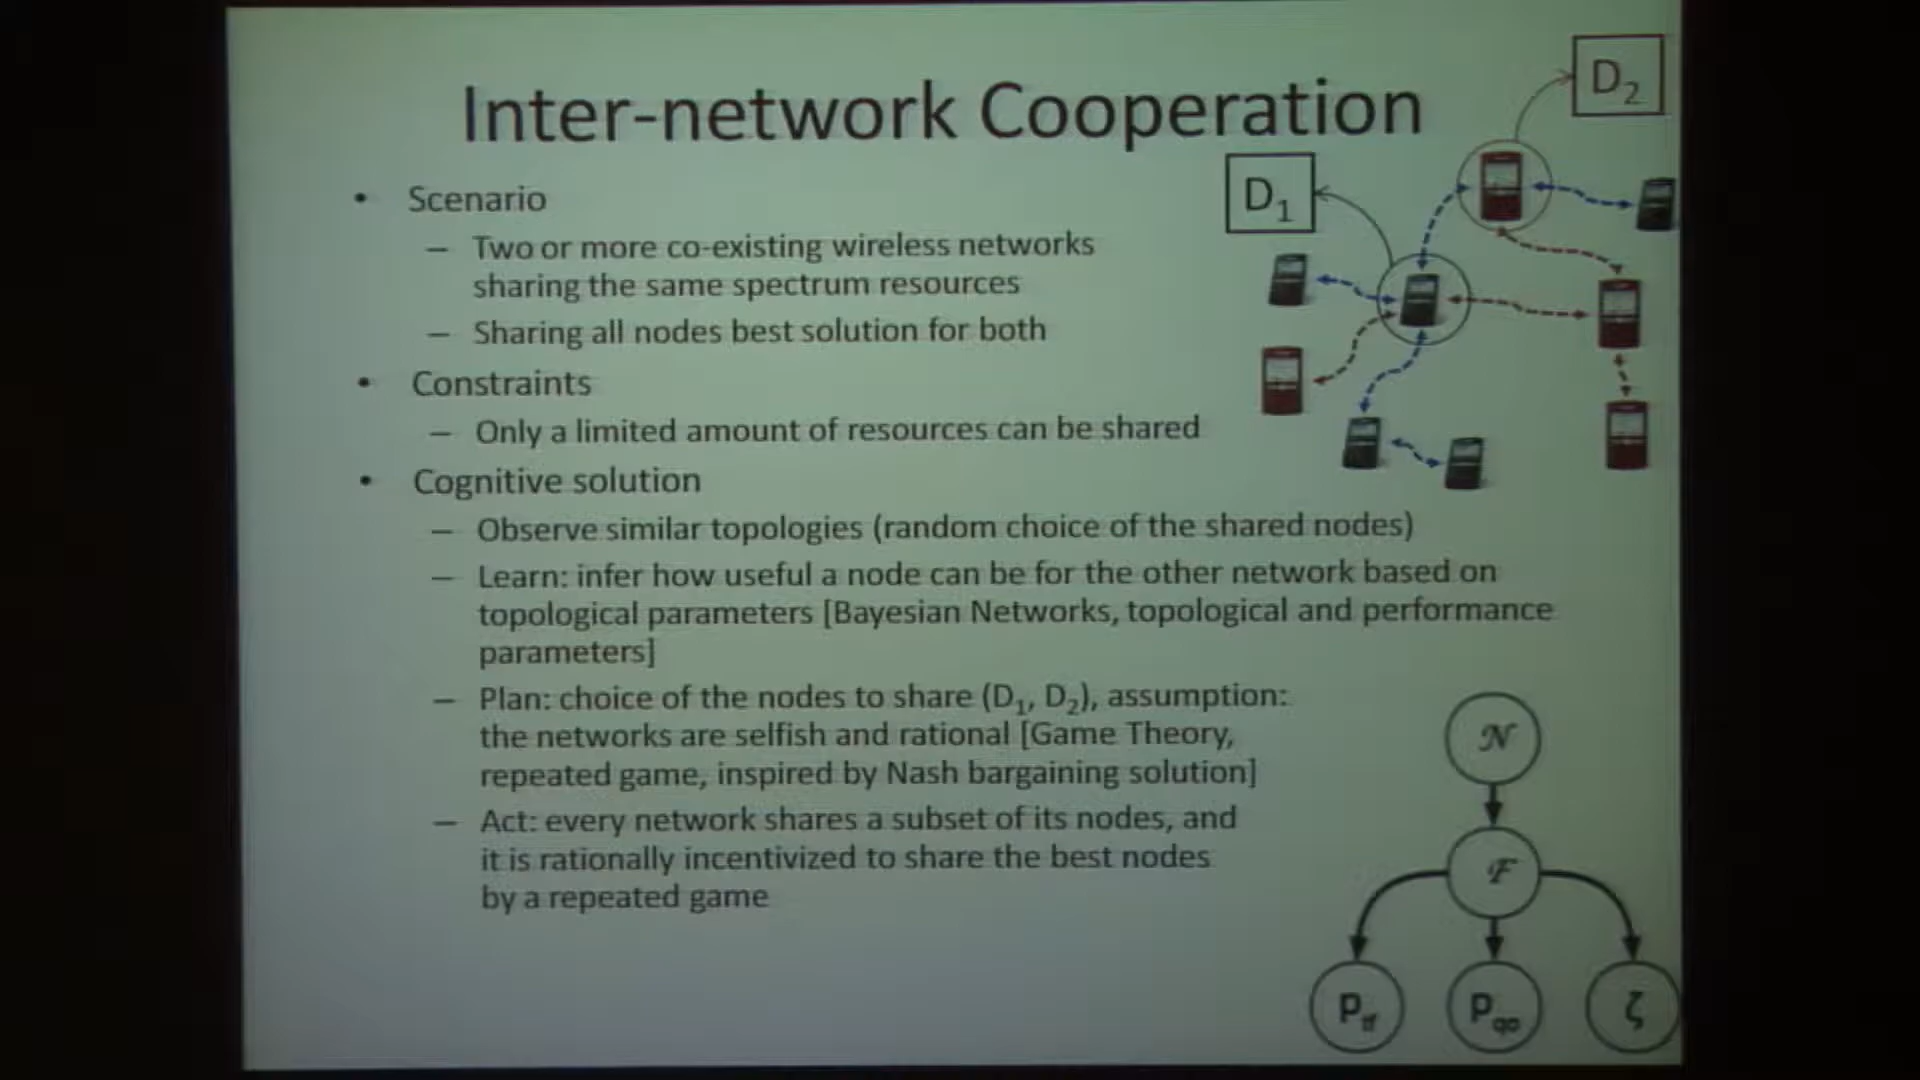 Inter-network Cooperation
D2
D1
• Scenario
– Two or more co-existing wireless networks
sharing the same spectrum resources
– Sharing all nodes best solution for both
• Constraints
– Only a limited amount of resources can be shared
• Cognitive solution
– Observe similar topologies (random choice of the shared nodes)
– Learn: infer how useful a node can be for the other network based on
topological parameters [Bayesian Networks, topological and performance
parameters]
– Plan: choice of the nodes to share (D1, D2), assumption:
the networks are selfish and rational [Game Theory,
repeated game, inspired by Nash bargaining solution]
– Act: every network shares a subset of its nodes, and
it is rationally incentivized to share the best nodes
by a repeated game
𝒩
ℱ
ζ